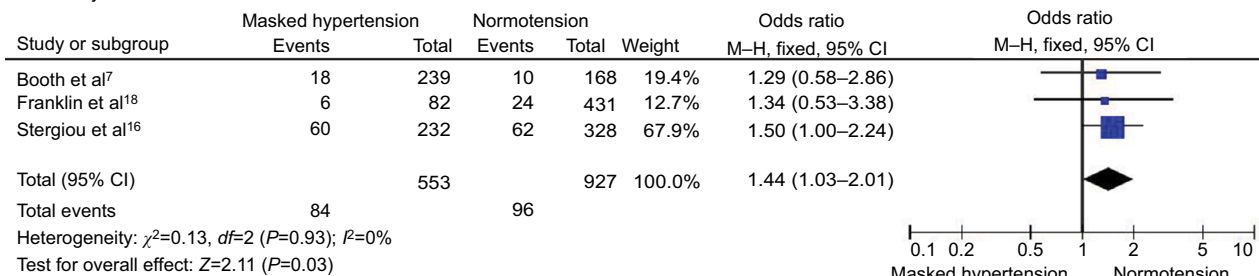 Masked hypertension Normotension Odds ratio Odds ratio
Study or subgroup Events Total Events Total Weight M–H, fixed, 95% CI M–H, fixed, 95% CI
Booth et al7 18 239 10 168 19.4% 1.29 (0.58–2.86)
Franklin et al18 6 82 24 431 12.7% 1.34 (0.53–3.38)
Stergiou et al16 60 232 62 328 67.9% 1.50 (1.00–2.24)
Total (95% CI) 553 927 100.0% 1.44 (1.03–2.01)
Total events 84 96
Heterogeneity: χ2=0.13, df=2 (P=0.93); I2=0%
Test for overall effect: Z=2.11 (P=0.03)
0.1 0.2 0.5 1 2 5 10
Masked hypertension Normotension